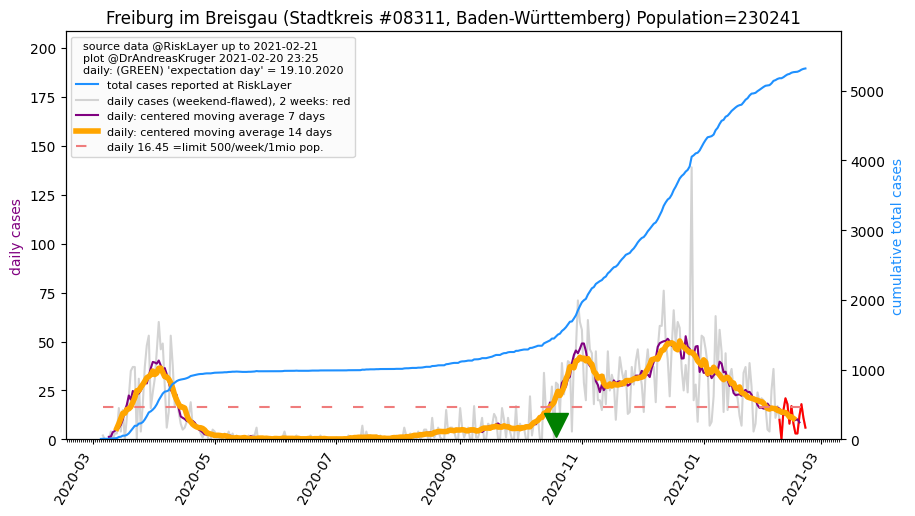 Freiburg im Breisgau (Stadtkreis #08311, Baden-Württemberg) Population=230241
source data @RiskLayer up to 2021-02-21
plot @DrAndreasKruger 2021-02-20 23:25
daily: (GREEN) 'expectation day' = 19.10.2020
total cases reported at RiskLayer
daily cases (weekend-flawed), 2 weeks: red
daily: centered moving average 7 days
daily: centered moving average 14 days
daily 16.45 =limit 500/week/1mio pop.
daily cases
200
175
150
125
100
75
50
25
0
5000
4000
3000
2000
1000
0
cumulative total cases
2020-03
2020-05
2020-07
2020-09
2020-11
2021-01
2021-03